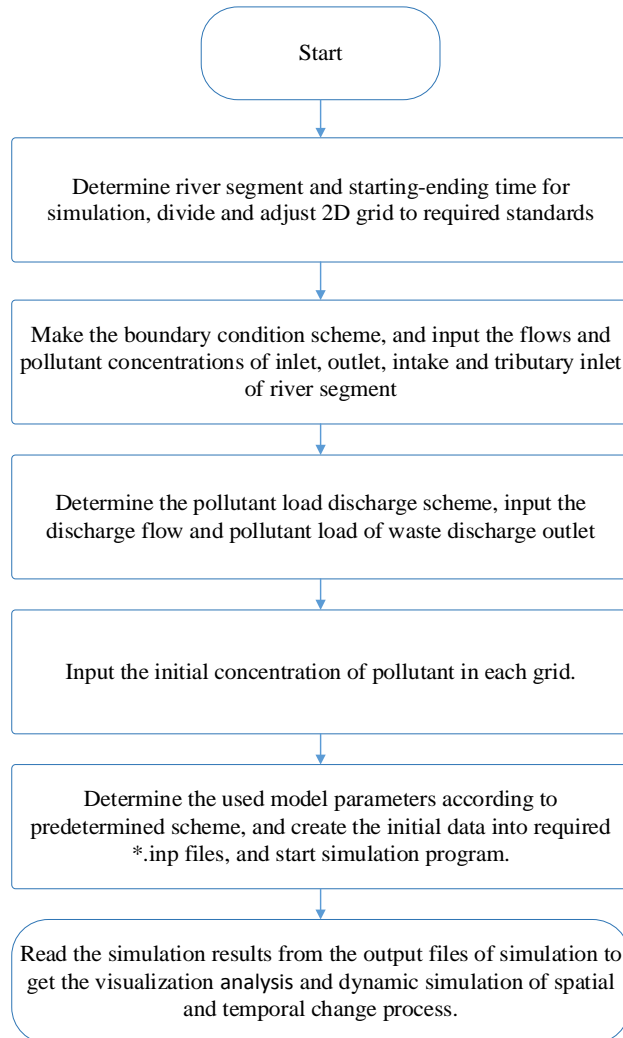 Start
Determine river segment and starting-ending time for
simulation, divide and adjust 2D grid to required standards
Make the boundary condition scheme, and input the flows and
pollutant concentrations of inlet, outlet, intake and tributary inlet
of river segment
Determine the pollutant load discharge scheme, input the
discharge flow and pollutant load of waste discharge outlet
Input the initial concentration of pollutant in each grid.
Determine the used model parameters according to
predetermined scheme, and create the initial data into required
*.inp files, and start simulation program.
Read the simulation results from the output files of simulation to
get the visualization analysis and dynamic simulation of spatial
and temporal change process.